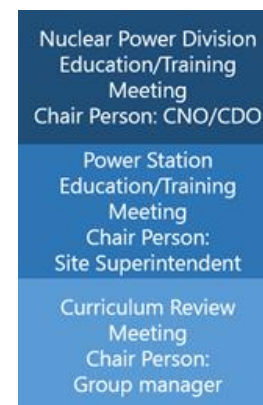 Nuclear Power Division
Education/Training
Meeting
Chair Person: CNO/CDO
Power Station
Education/Training
Meeting
Chair Person:
Site Superintendent
Curriculum Review
Meeting
Chair Person:
Group manager